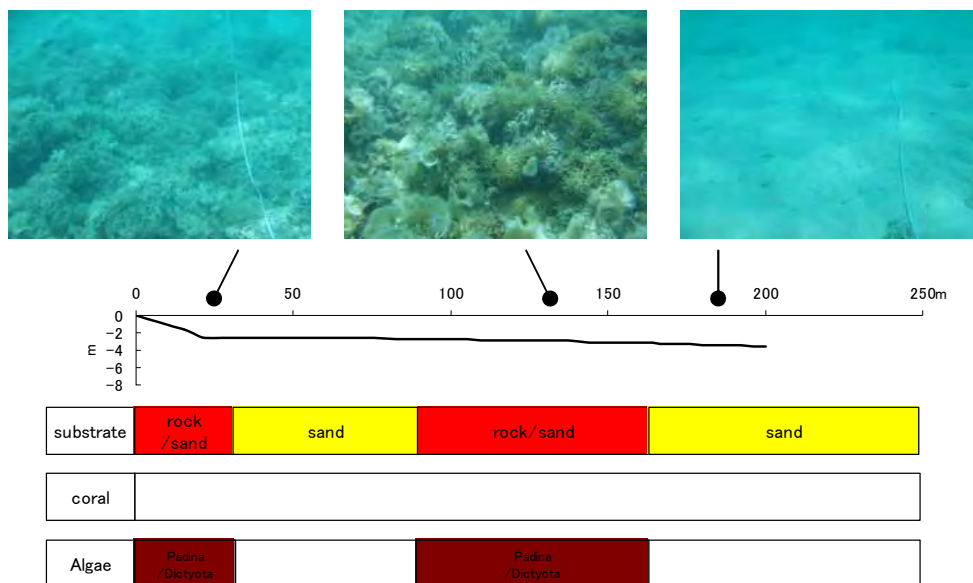 0 50 100 150 200 250m
0
-2
-4
-6
-8
m
substrate
rock
/sand
sand
rock/sand
sand
coral
Algae
Padina
/Dictyota
Padina
/Dictyota